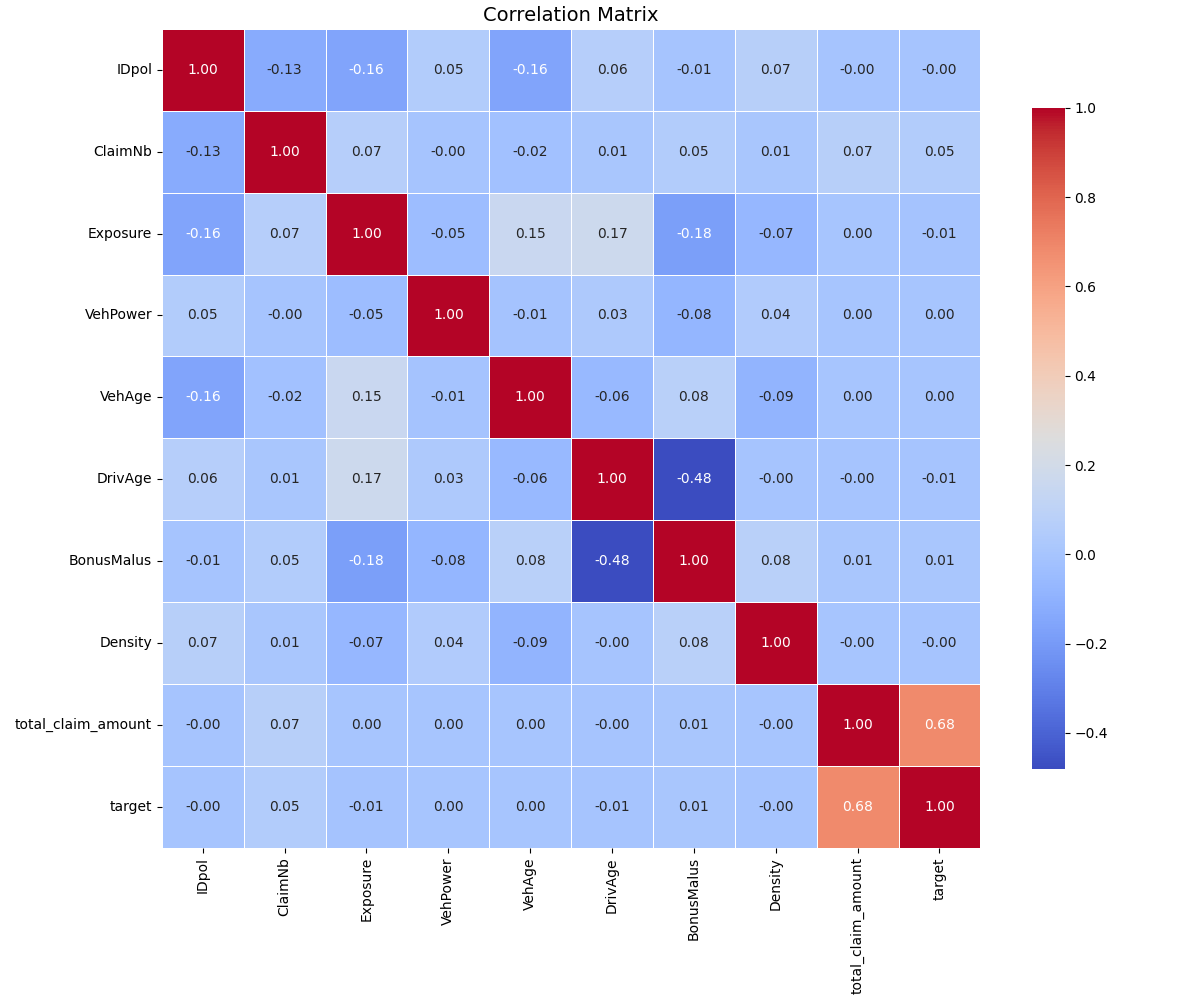 Correlation Matrix
IDpol 1.00 -0.13 -0.16 0.05 -0.16 0.06 -0.01 0.07 -0.00 -0.00
ClaimNb -0.13 1.00 0.07 -0.00 -0.02 0.01 0.05 0.01 0.07 0.05
Exposure -0.16 0.07 1.00 -0.05 0.15 0.17 -0.18 -0.07 0.00 -0.01
VehPower 0.05 -0.00 -0.05 1.00 -0.01 0.03 -0.08 0.04 0.00 0.00
VehAge -0.16 -0.02 0.15 -0.01 1.00 -0.06 0.08 -0.09 0.00 0.00
DrivAge 0.06 0.01 0.17 0.03 -0.06 1.00 -0.48 -0.00 -0.00 -0.01
BonusMalus -0.01 0.05 -0.18 -0.08 0.08 -0.48 1.00 0.08 0.01 0.01
Density 0.07 0.01 -0.07 0.04 -0.09 -0.00 0.08 1.00 -0.00 -0.00
total_claim_amount -0.00 0.07 0.00 0.00 0.00 -0.00 0.01 -0.00 1.00 0.68
target -0.00 0.05 -0.01 0.00 0.00 -0.01 0.01 -0.00 0.68 1.00
IDpol
ClaimNb
Exposure
VehPower
VehAge
DrivAge
BonusMalus
Density
total_claim_amount
target
1.0
0.8
0.6
0.4
0.2
0.0
−0.2
−0.4